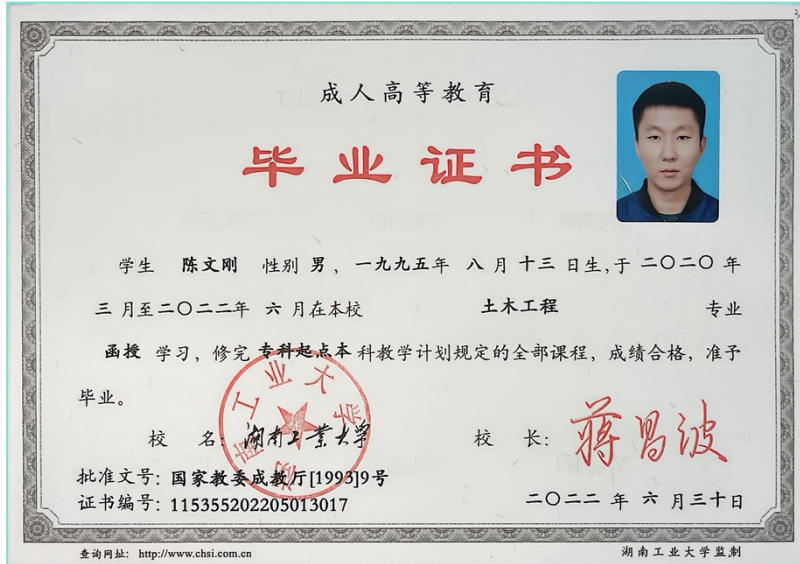 成人高等教育
毕业证书
学生 陈文刚 性别 男，一九九五年 八 月 十三 日生,于 二〇二〇 年
三 月至二〇二二年 六 月在本校 土木工程 专业
函授 学习，修完 专科起点本 科教学计划规定的全部课程，成绩合格，准予
毕业。
校 名: 湖南工业大学
校 长: 蒋昌波
批准文号: 国家教委成教厅[1993]9号
证书编号: 115355202205013017
二〇二二 年 六 月三十日
查询网址: http://www.chsi.com.cn
湖南工业大学监制
湖南工业大学